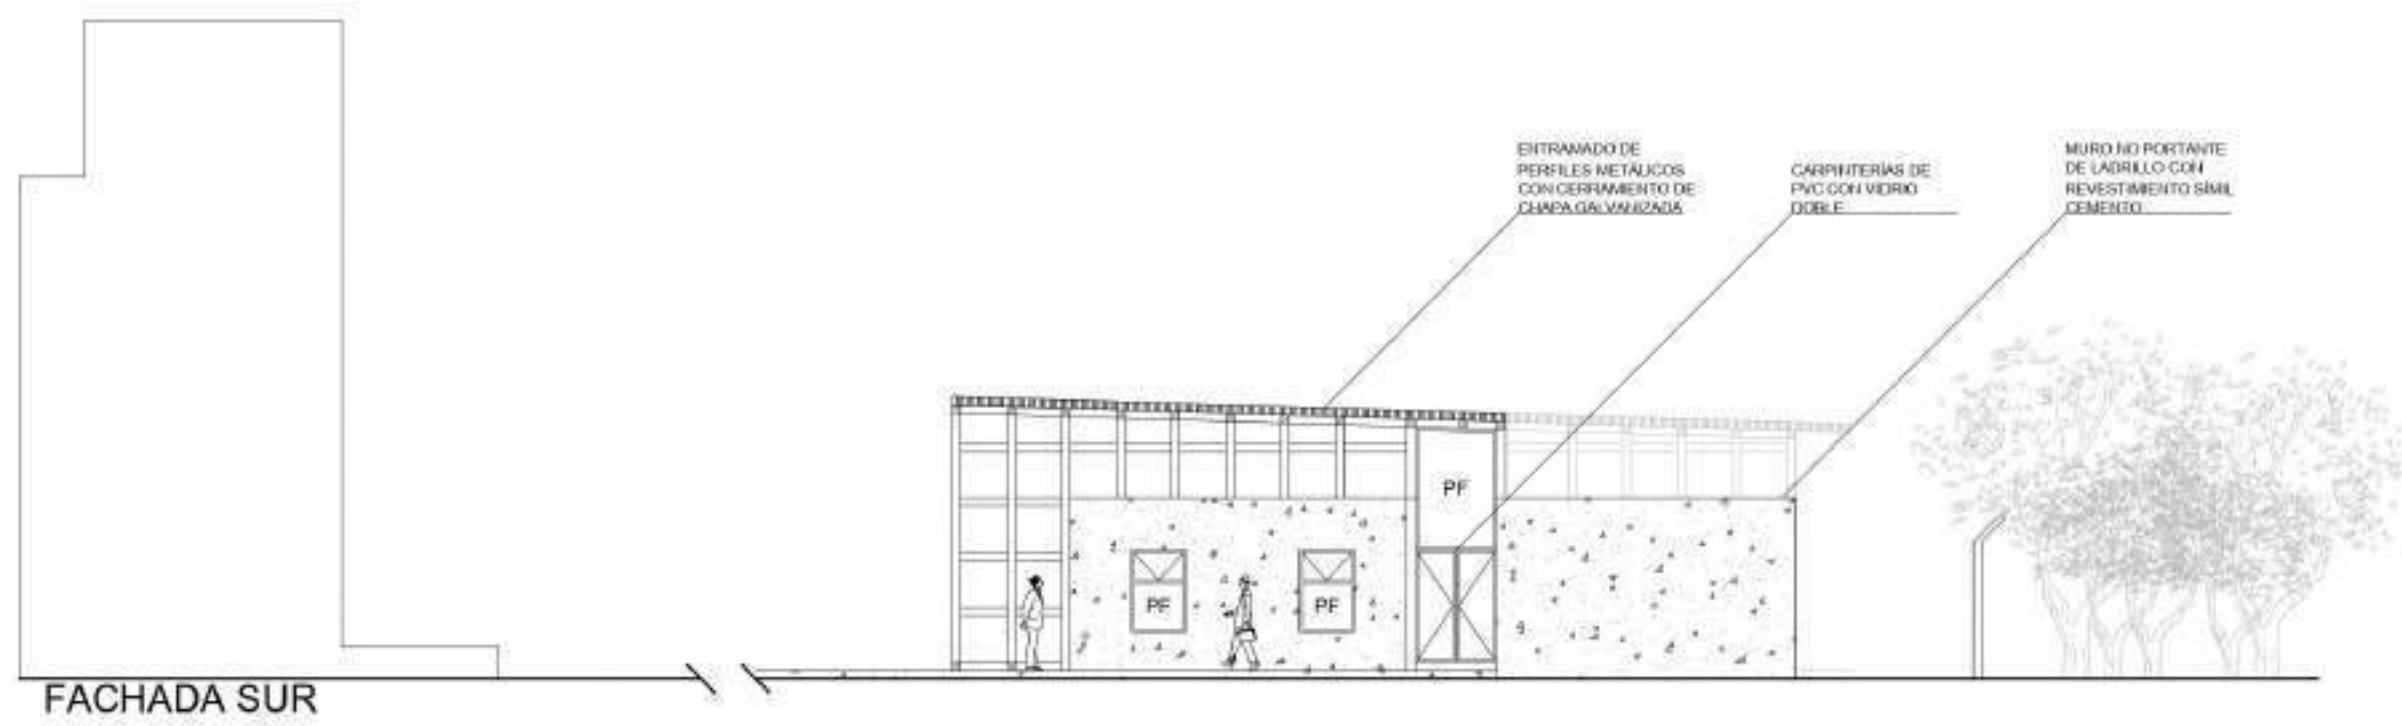 ENTRAMADO DE
PERFILES METÁLICOS
CON CERRAMIENTO DE
CHAPA GALVANIZADA
CARPINTERÍAS DE
PVC CON VIDRIO
DOBLE
MURO NO PORTANTE
DE LADRILLO CON
REVESTIMIENTO SÍMIL
CEMENTO
PF
PF
PF
FACHADA SUR